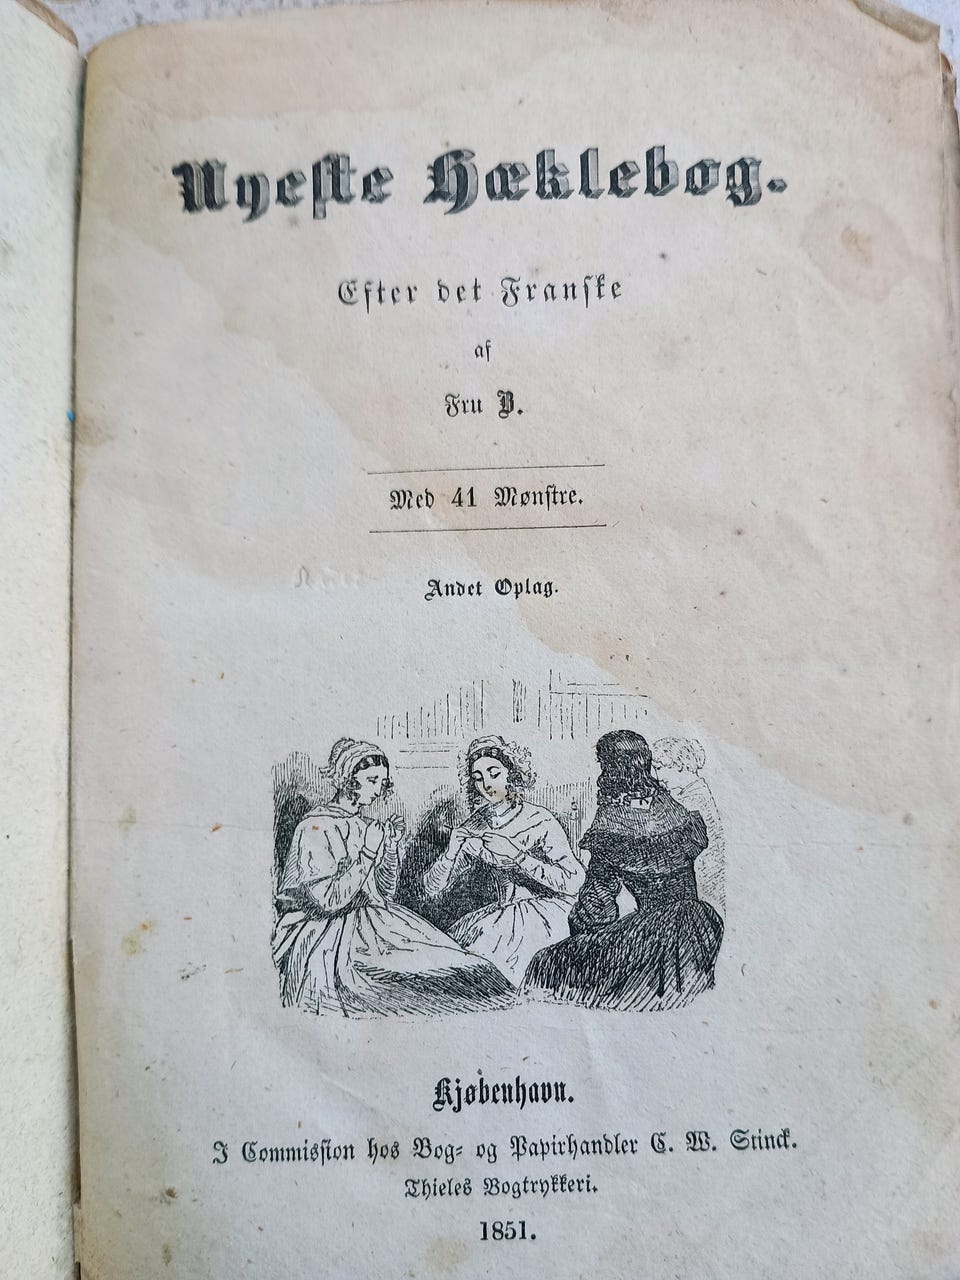 Nyeste Hæklebog.
Efter det Franske
af
Fru B.
Med 41 Mønstre.
Andet Oplag.
Kjøbenhavn.
I Commission hos Bog- og Papirhandler C. W. Stinck.
Thieles Bogtrykkeri.
1851.